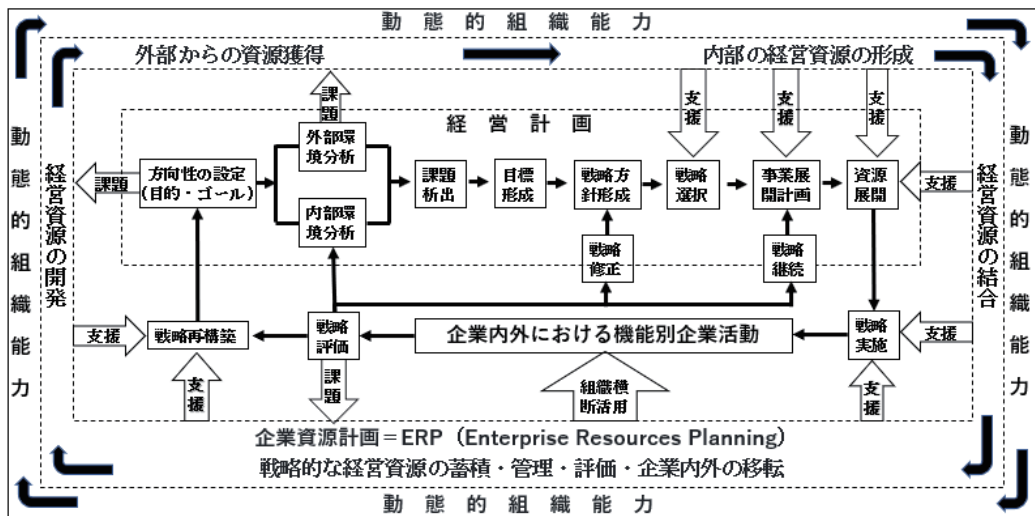 動態的組織能力
外部からの資源獲得
内部の経営資源の形成
課題
支援
支援
支援
経営計画
外部環
境分析
課題
方向性の設定
(目的・ゴール)
課題
析出
目標
形成
戦略方
針形成
戦略
選択
事業展
開計画
資源
展開
支援
内部環
境分析
動態的組織能力
経営資源の開発
経営資源の結合
動態的組織能力
戦略
修正
戦略
継続
支援
戦略再構築
戦略
評価
企業内外における機能別企業活動
戦略
実施
支援
支援
課題
組織横
断活用
支援
企業資源計画=ERP(Enterprise Resources Planning)
戦略的な経営資源の蓄積・管理・評価・企業内外の移転
動態的組織能力